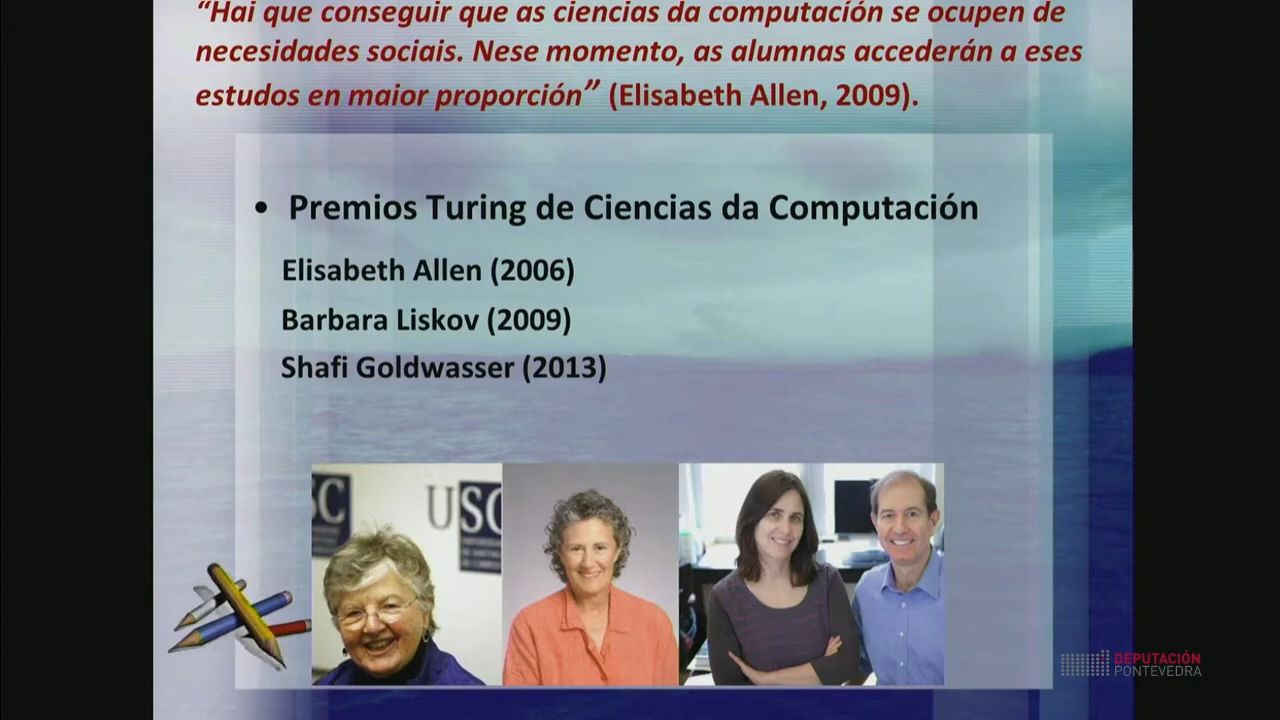 “Hai que conseguir que as ciencias da computación se ocupen de
necesidades sociais. Nese momento, as alumnas accederán a eses
estudos en maior proporción” (Elisabeth Allen, 2009).
• Premios Turing de Ciencias da Computación
Elisabeth Allen (2006)
Barbara Liskov (2009)
Shafi Goldwasser (2013)
SC
USC
DEPUTACIÓN
PONTEVEDRA